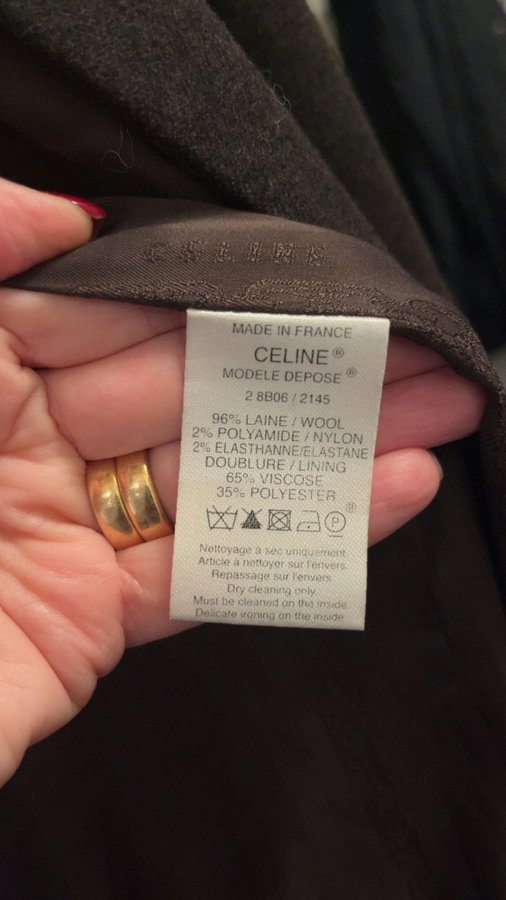 CELINE
MADE IN FRANCE
CELINE®
MODELE DEPOSE®
2 8B06 / 2145
96% LAINE / WOOL
2% POLYAMIDE / NYLON
2% ELASTHANNE/ELASTANE
DOUBLURE / LINING
65% VISCOSE
35% POLYESTER
P ®
Nettoyage à sec uniquement.
Article à nettoyer sur l'envers.
Repassage sur l'envers.
Dry cleaning only.
Must be cleaned on the inside.
Delicate ironing on the inside.